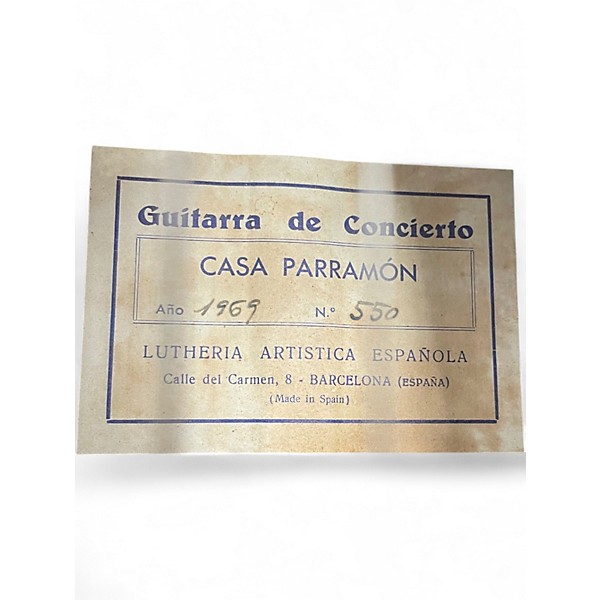 Guitarra de Concierto
CASA PARRAMÓN
Año 1969 N.º 550
LUTHERIA ARTISTICA ESPAÑOLA
Calle del Carmen, 8 - BARCELONA (ESPAÑA)
(Made in Spain)